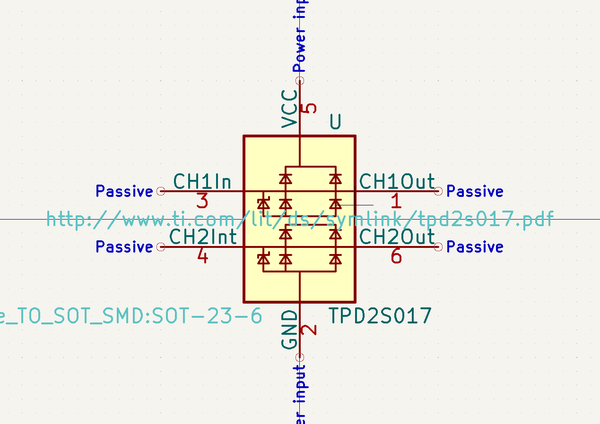 Power inp
VCC
5
U
CH1In
CH1Out
Passive
3
1
Passive
http://www.ti.com/lit/ds/symlink/tpd2s017.pdf
CH2Int
CH2Out
Passive
4
6
Passive
e_TO_SOT_SMD:SOT-23-6
GND
2
TPD2S017
er input